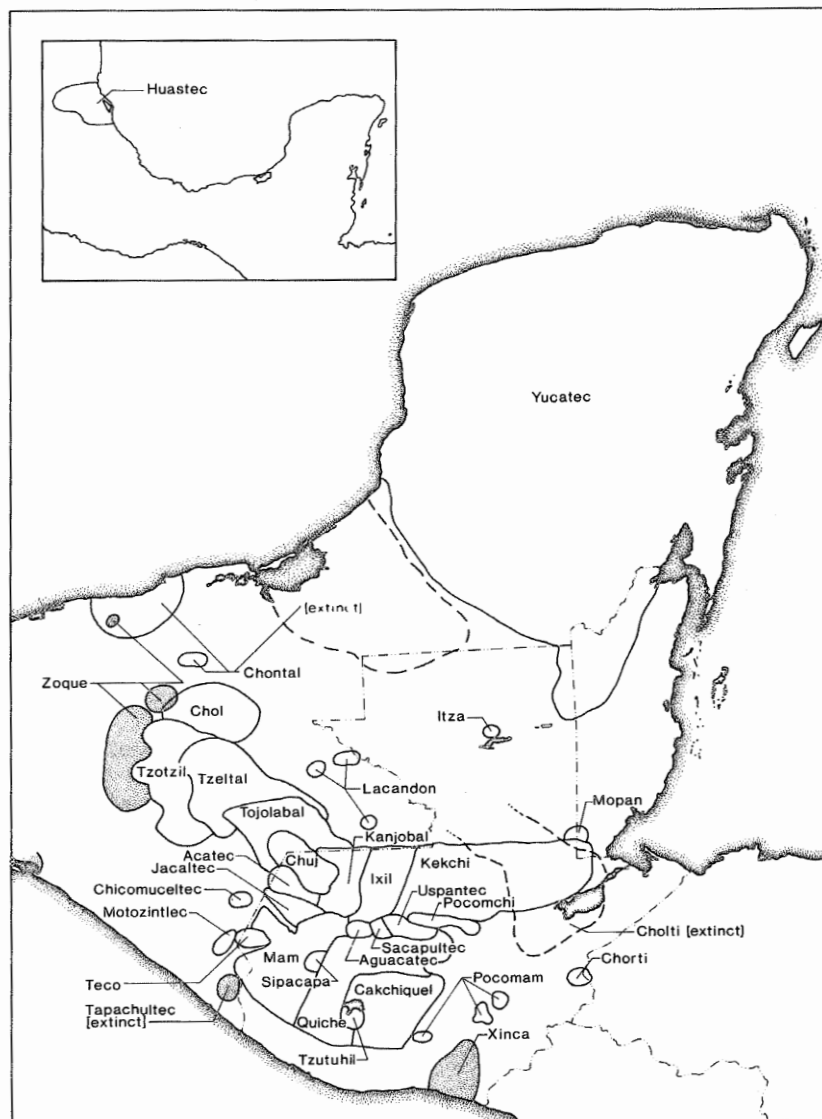 Huastec
Yucatec
[extinct]
Zoque
Chontal
Chol
Itza
Tzotzil
Tzeltal
Lacandon
Mopan
Tojolabal
Kanjobal
Acatec
Chuj
Kekchi
Jacaltec
Ixil
Chicomuceltec
Uspantec
Pocomchi
Motozintlec
Cholti [extinct]
Sacapultec
Mam
Aguacatec
Chorti
Teco
Sipacapa
Pocomam
Cakchiquel
Tapachultec
[extinct]
Quiche
Xinca
Tzutuhil